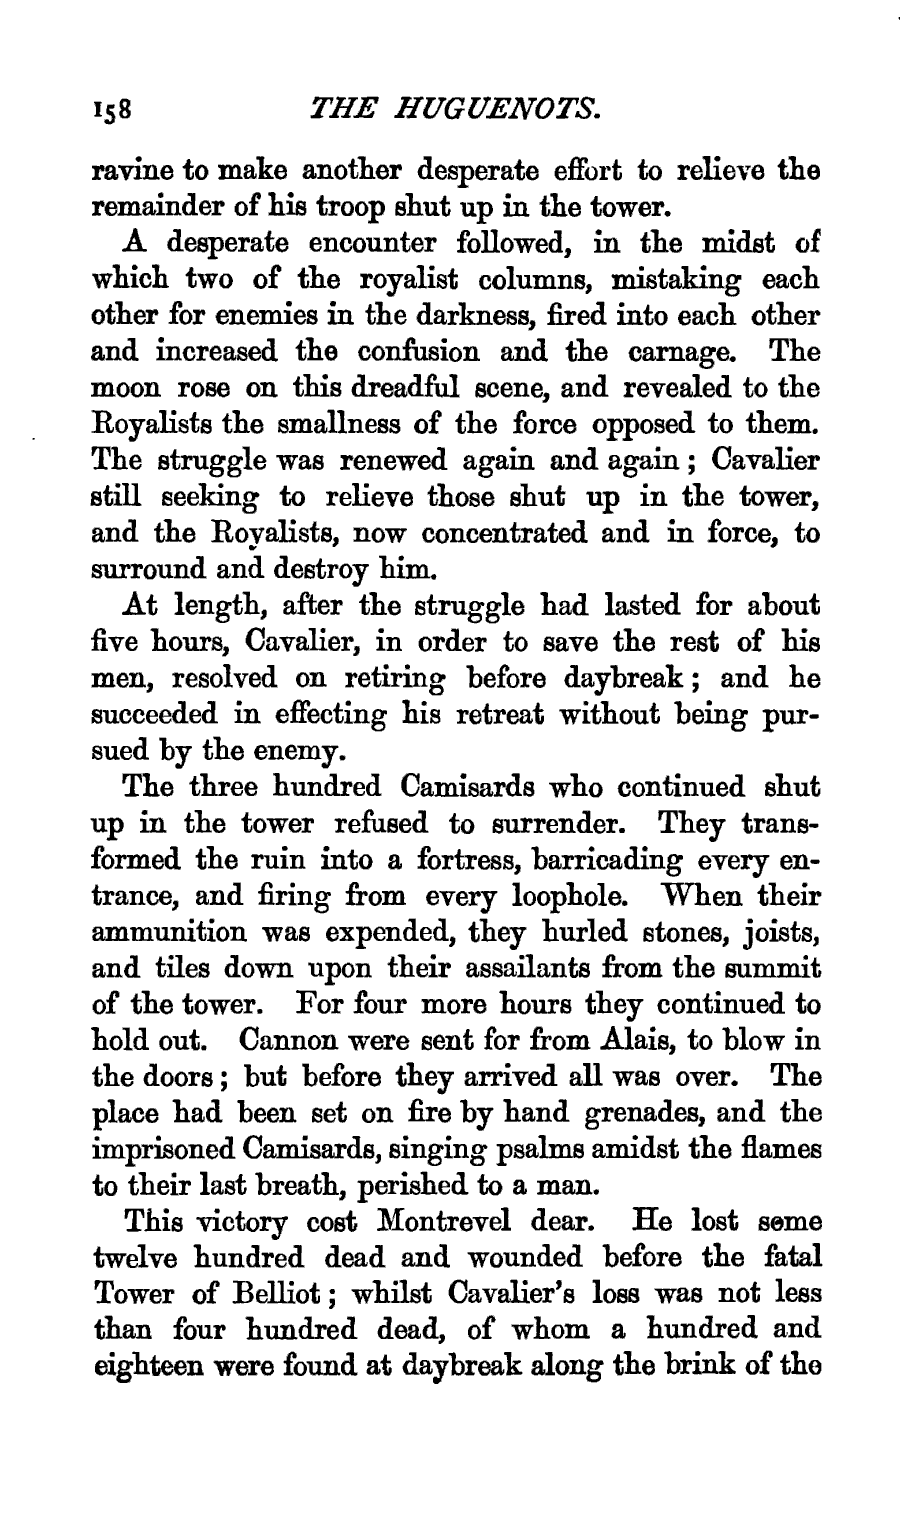 158 THE HUGUENOTS.
ravine to make another desperate effort to relieve the
remainder of his troop shut up in the tower.
A desperate encounter followed, in the midst of
which two of the royalist columns, mistaking each
other for enemies in the darkness, fired into each other
and increased the confusion and the carnage. The
moon rose on this dreadful scene, and revealed to the
Royalists the smallness of the force opposed to them.
The struggle was renewed again and again ; Cavalier
still seeking to relieve those shut up in the tower,
and the Royalists, now concentrated and in force, to
surround and destroy him.
At length, after the struggle had lasted for about
five hours, Cavalier, in order to save the rest of his
men, resolved on retiring before daybreak ; and he
succeeded in effecting his retreat without being pur-
sued by the enemy.
The three hundred Camisards who continued shut
up in the tower refused to surrender. They trans-
formed the ruin into a fortress, barricading every en-
trance, and firing from every loophole. When their
ammunition was expended, they hurled stones, joists,
and tiles down upon their assailants from the summit
of the tower. For four more hours they continued to
hold out. Cannon were sent for from Alais, to blow in
the doors ; but before they arrived all was over. The
place had been set on fire by hand grenades, and the
imprisoned Camisards, singing psalms amidst the flames
to their last breath, perished to a man.
This victory cost Montrevel dear. He lost some
twelve hundred dead and wounded before the fatal
Tower of Belliot ; whilst Cavalier's loss was not less
than four hundred dead, of whom a hundred and
eighteen were found at daybreak along the brink of the